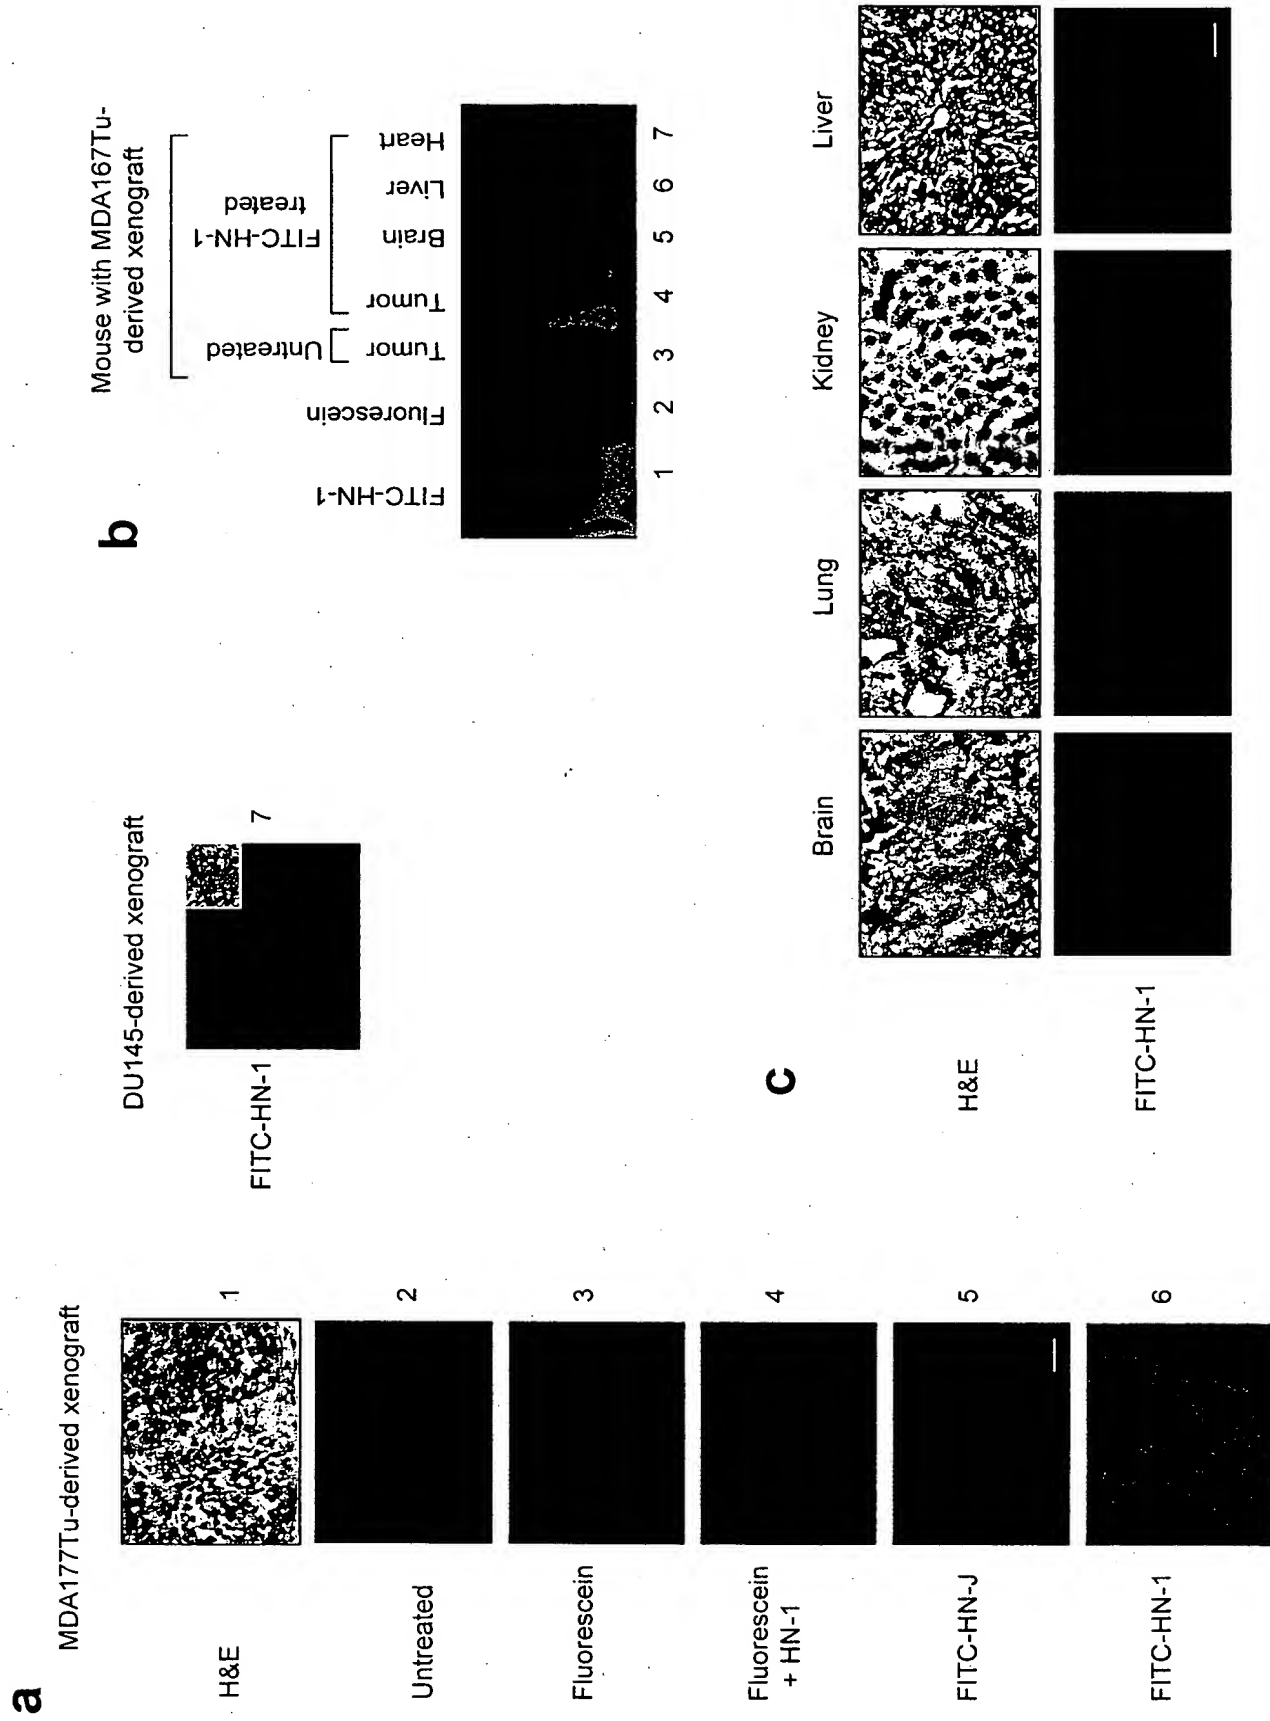 a
MDA177Tu-derived xenograft
H&E
1
Untreated
2
Fluorescein
3
Fluorescein
+ HN-1
4
FITC-HN-J
5
FITC-HN-1
6
DU145-derived xenograft
FITC-HN-1
7
b
Mouse with MDA167Tu-
derived xenograft
FITC-HN-1
treated
Untreated
FITC-HN-1
Fluorescein
Tumor
Tumor
Brain
Liver
Heart
1 2 3 4 5 6 7
c
Brain Lung Kidney Liver
H&E
FITC-HN-1